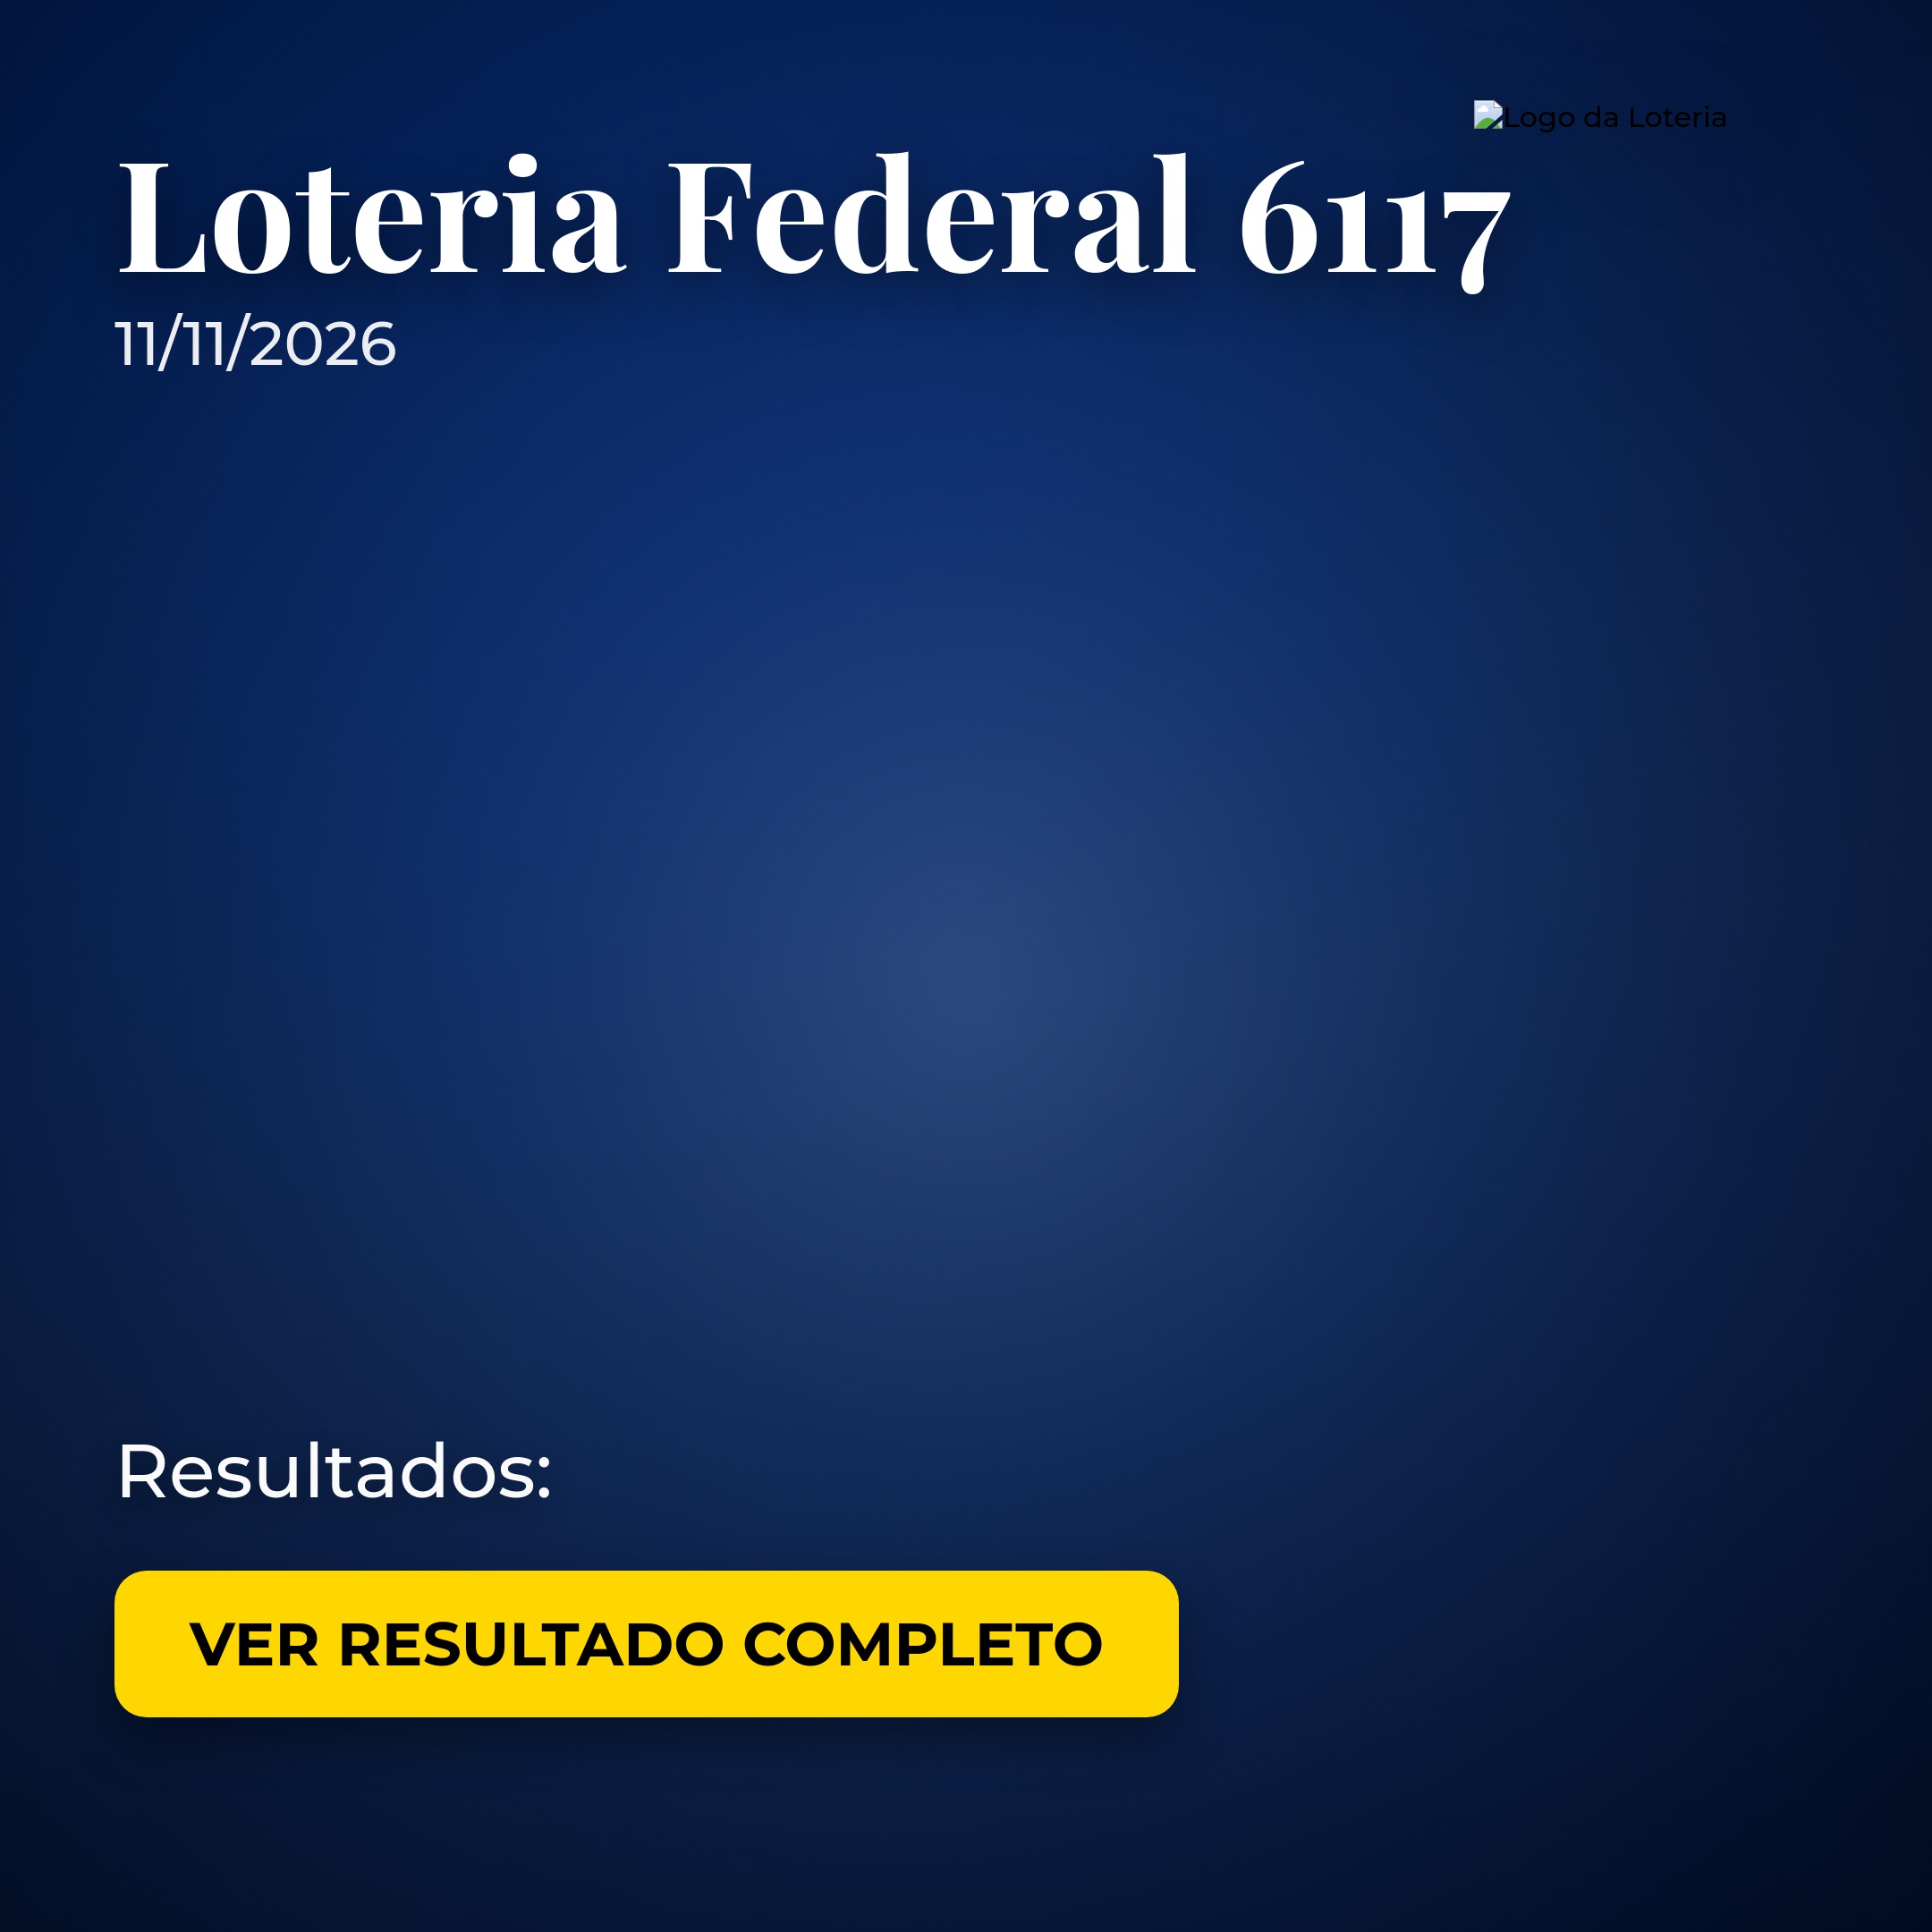 Logo da Loteria
Loteria Federal 6117
11/11/2026
Resultados:
VER RESULTADO COMPLETO